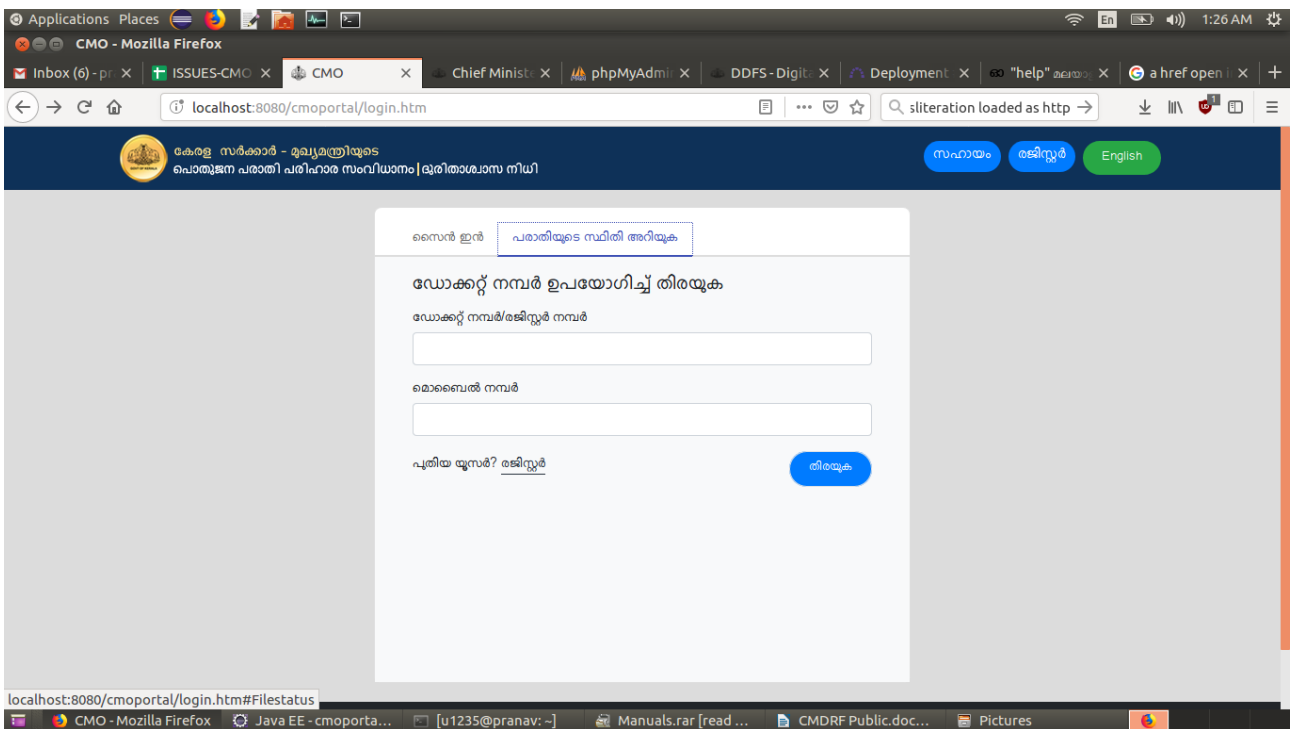 Applications Places En 1:26 AM
CMO - Mozilla Firefox
Inbox (6) - pr ISSUES-CMO CMO Chief Ministe phpMyAdmin DDFS - Digita Deployment "help" a href open i
localhost:8080/cmoportal/login.htm sliteration loaded as http
കേരള സർക്കാർ - മുഖ്യമന്ത്രിയുടെ
പൊതുജന പരാതി പരിഹാര സംവിധാനം|ദുരിതാശ്വാസ നിധി
സഹായം രജിസ്റ്റർ English
സൈൻ ഇൻ പരാതിയുടെ സ്ഥിതി അറിയുക
ഡോക്കറ്റ് നമ്പർ ഉപയോഗിച്ച് തിരയുക
ഡോക്കറ്റ് നമ്പർ/രജിസ്റ്റർ നമ്പർ
മൊബൈൽ നമ്പർ
പുതിയ യൂസർ? രജിസ്റ്റർ തിരയുക
localhost:8080/cmoportal/login.htm#Filestatus
CMO - Mozilla Firefox Java EE - cmoporta... [u1235@pranav: ~] Manuals.rar [read ... CMDRF Public.doc... Pictures